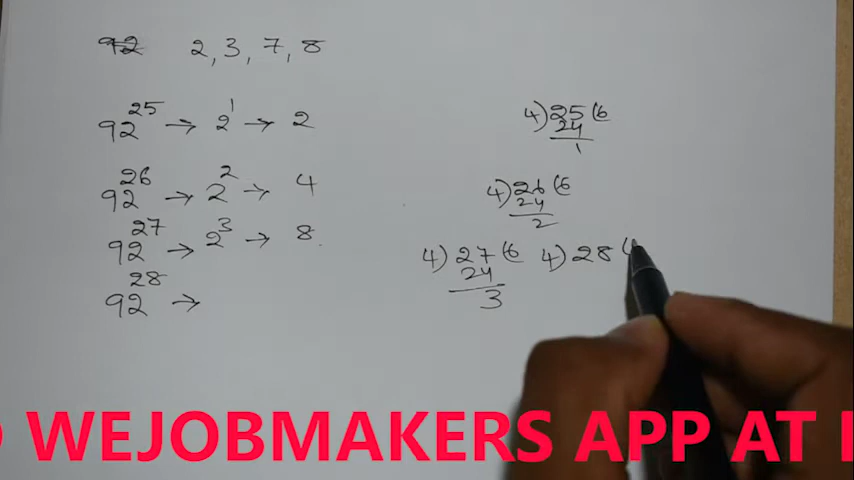 92 2, 3, 7, 8
92^25 → 2^1 → 2
4)25(6
24
1
92^26 → 2^2 → 4
4)26(6
24
2
92^27 → 2^3 → 8
4)27(6
24
3
4)28(
92^28 →
WEJOBMAKERS APP AT